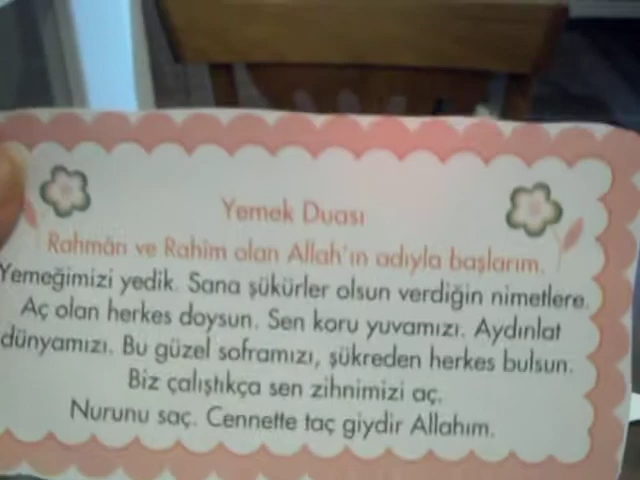 Yemek Duası
Rahmân ve Rahîm olan Allah'ın adıyla başlarım.
Yemeğimizi yedik. Sana şükürler olsun verdiğin nimetlere.
Aç olan herkes doysun. Sen koru yuvamızı. Aydınlat
dünyamızı. Bu güzel soframızı, şükreden herkes bulsun.
Biz çalıştıkça sen zihnimizi aç.
Nurunu saç. Cennette taç giydir Allahım.